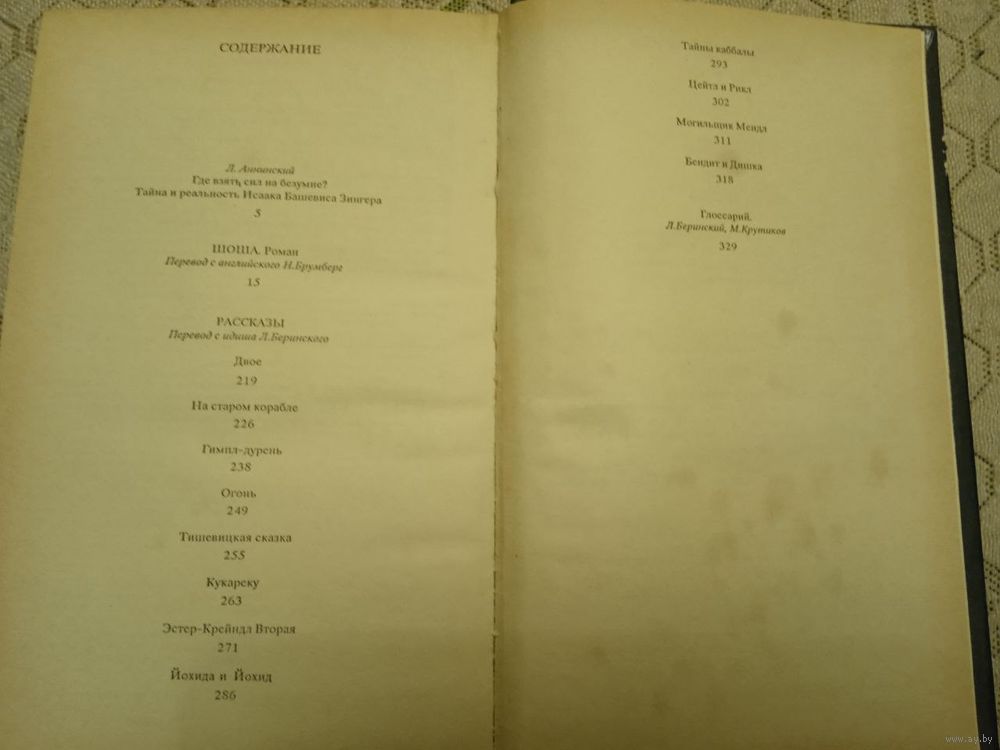 СОДЕРЖАНИЕ
Л. Аннинский
Где взять сил на безумие?
Тайна и реальность Исаака Башевиса Зингера
5
ШОША. Роман
Перевод с английского Н.Брумберг
15
РАССКАЗЫ
Перевод с идиша Л.Беринского
Двое
219
На старом корабле
226
Гимпл-дурень
238
Огонь
249
Тишевицкая сказка
255
Кукареку
263
Эстер-Крейндл Вторая
271
Йохида и Йохид
286
Тайны каббалы
293
Цейтл и Рикл
302
Могильщик Мендл
311
Бендит и Дишка
318
Глоссарий.
Л.Беринский, М.Крутиков
329
www.ay.by